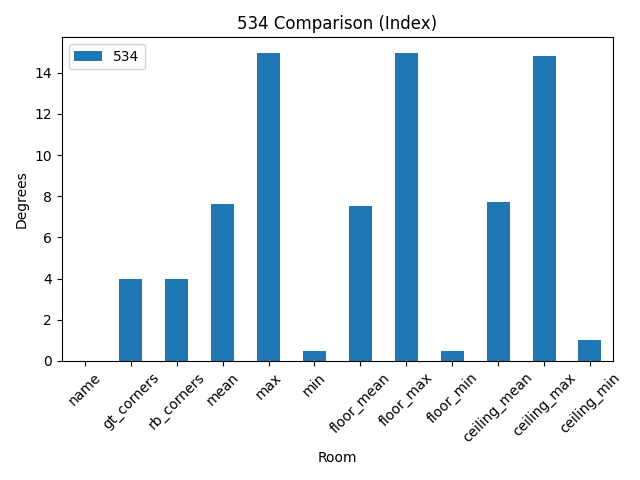 534 Comparison (Index)
534
Degrees
14
12
10
8
6
4
2
0
name
gt_corners
rb_corners
mean
max
min
floor_mean
floor_max
floor_min
ceiling_mean
ceiling_max
ceiling_min
Room